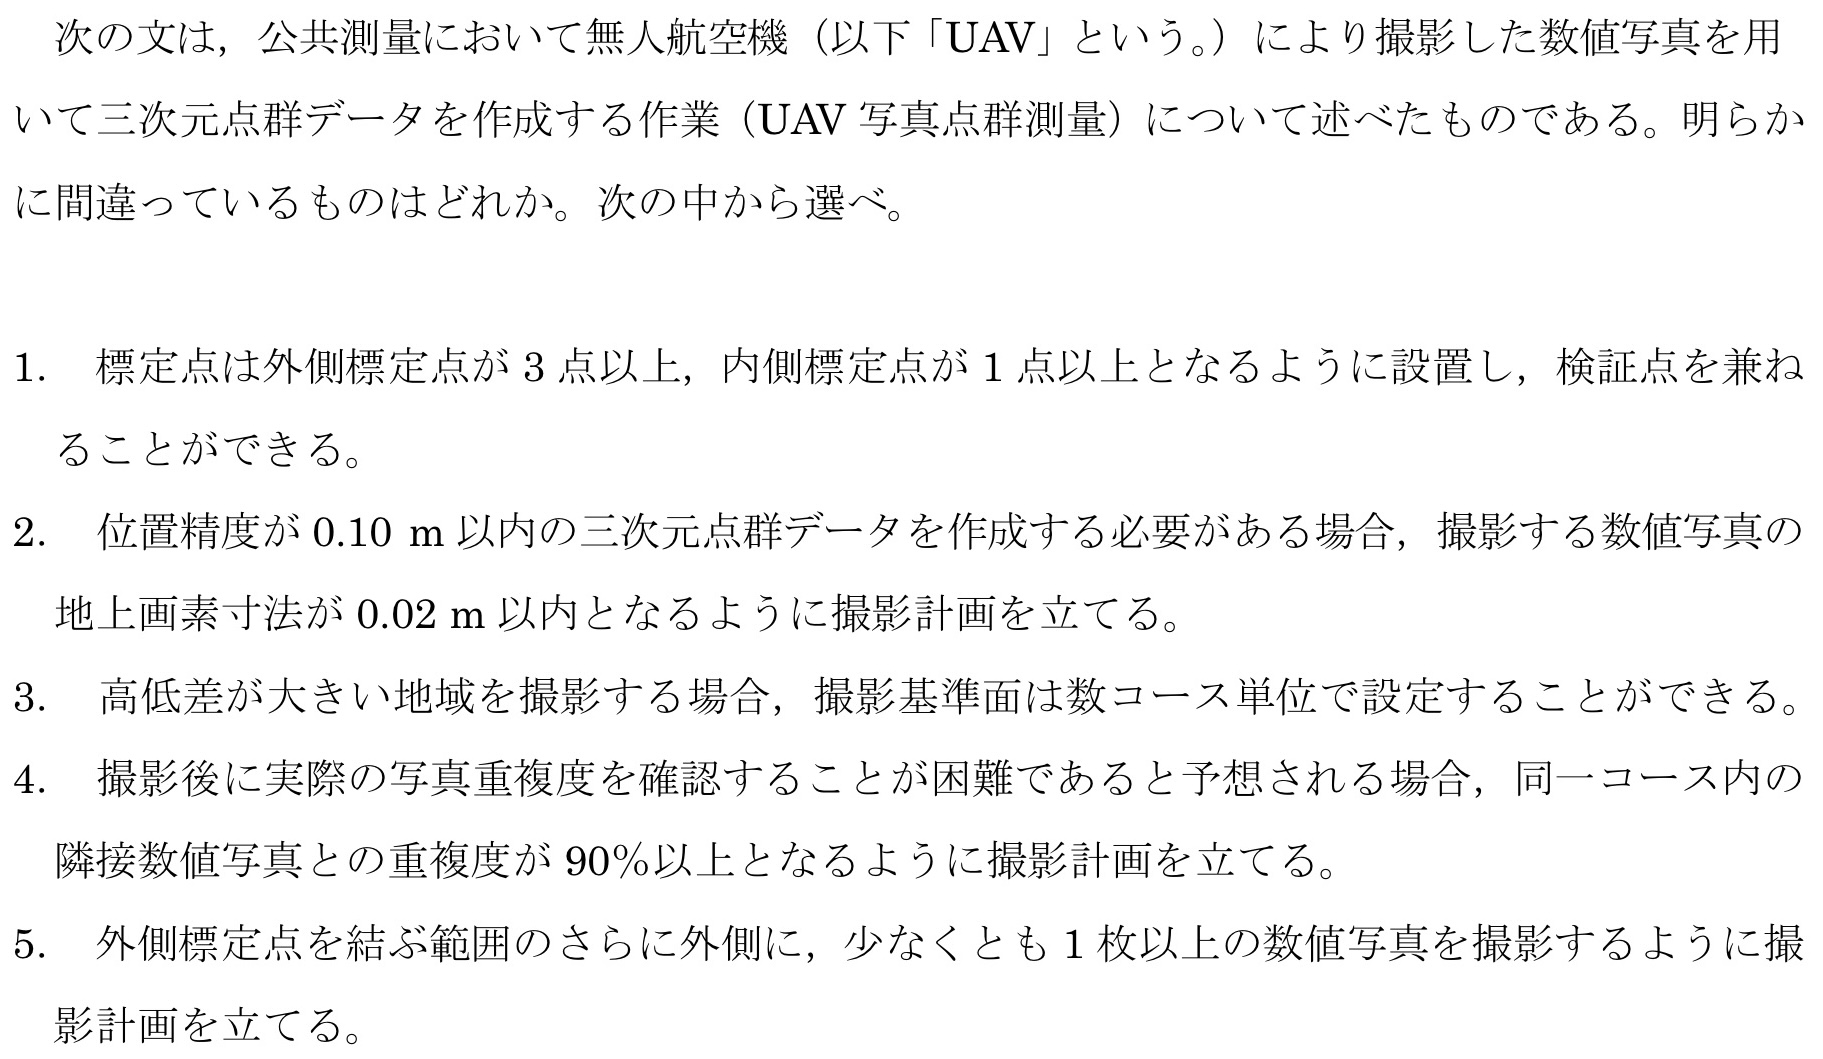 次の文は，公共測量において無人航空機（以下「UAV」という。）により撮影した数値写真を用
いて三次元点群データを作成する作業（UAV 写真点群測量）について述べたものである。明らか
に間違っているものはどれか。次の中から選べ。
1. 標定点は外側標定点が 3 点以上，内側標定点が 1 点以上となるように設置し，検証点を兼ね
ることができる。
2. 位置精度が 0.10 m 以内の三次元点群データを作成する必要がある場合，撮影する数値写真の
地上画素寸法が 0.02 m 以内となるように撮影計画を立てる。
3. 高低差が大きい地域を撮影する場合，撮影基準面は数コース単位で設定することができる。
4. 撮影後に実際の写真重複度を確認することが困難であると予想される場合，同一コース内の
隣接数値写真との重複度が 90％以上となるように撮影計画を立てる。
5. 外側標定点を結ぶ範囲のさらに外側に，少なくとも 1 枚以上の数値写真を撮影するように撮
影計画を立てる。